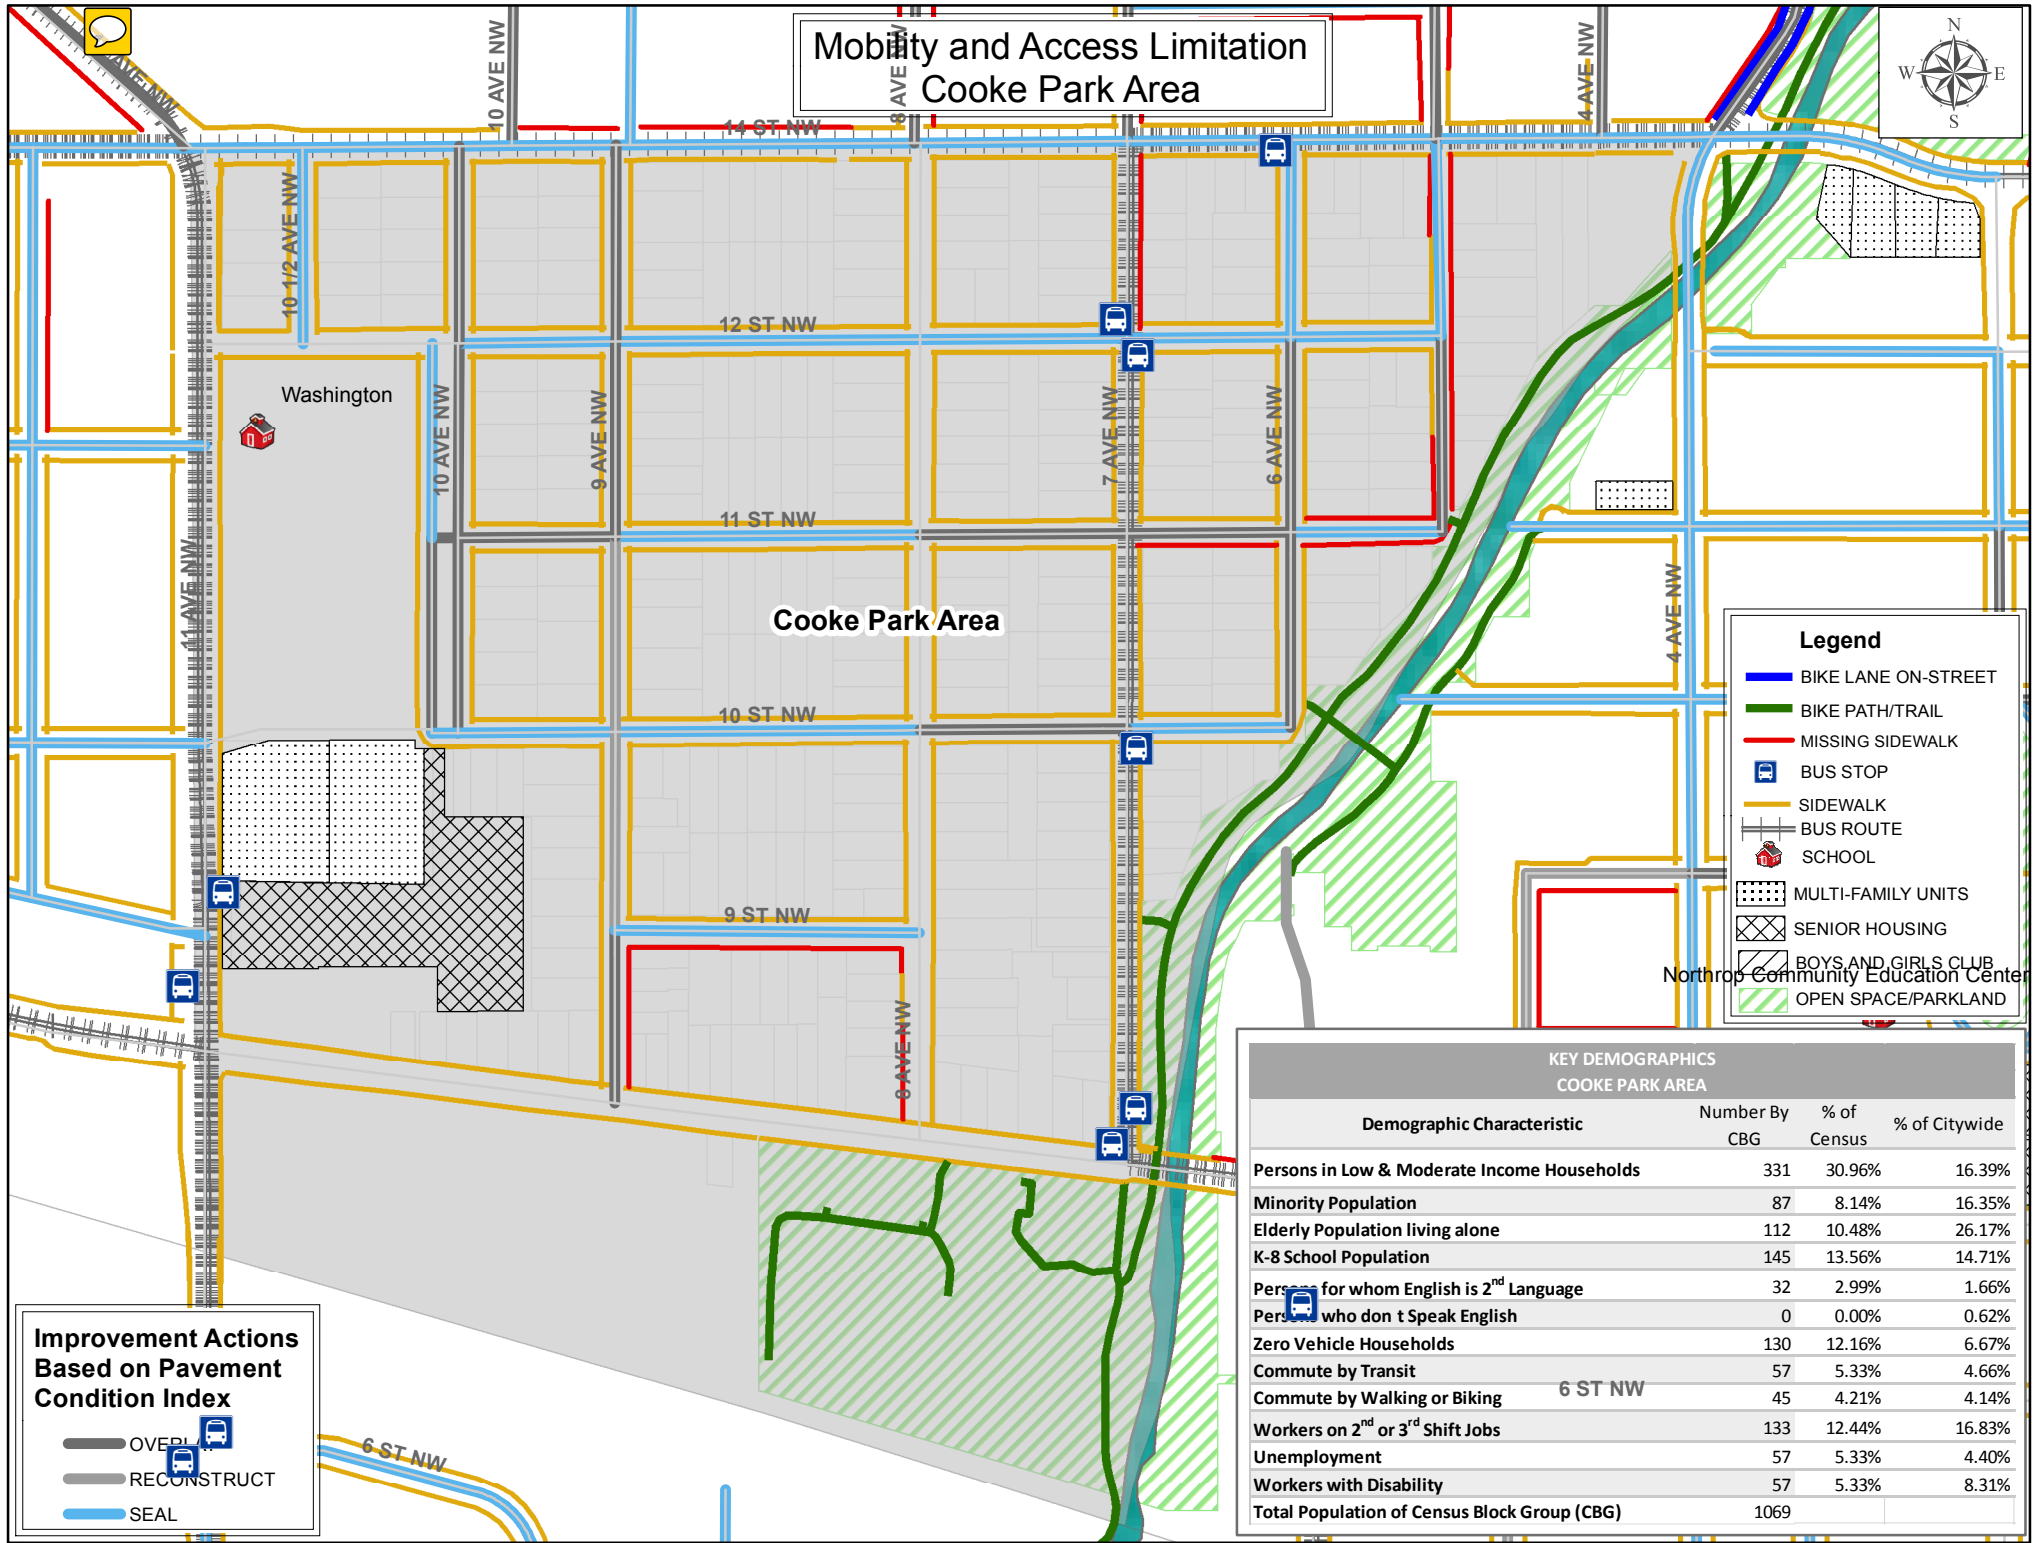 Mobility and Access Limitation
Cooke Park Area
N
W
E
S
AVE NW
10 AVE NW
8 AVE NW
4 AVE NW
14 ST NW
10 1/2 AVE NW
12 ST NW
Washington
10 AVE NW
9 AVE NW
7 AVE NW
6 AVE NW
11 ST NW
11 AVE NW
Cooke Park Area
4 AVE NW
10 ST NW
9 ST NW
8 AVE NW
Legend
BIKE LANE ON-STREET
BIKE PATH/TRAIL
MISSING SIDEWALK
BUS STOP
SIDEWALK
BUS ROUTE
SCHOOL
MULTI-FAMILY UNITS
SENIOR HOUSING
BOYS AND GIRLS CLUB
Northrop Community Education Center
OPEN SPACE/PARKLAND
KEY DEMOGRAPHICS
COOKE PARK AREA
Demographic Characteristic Number By CBG % of Census % of Citywide
Persons in Low & Moderate Income Households 331 30.96% 16.39%
Minority Population 87 8.14% 16.35%
Elderly Population living alone 112 10.48% 26.17%
K-8 School Population 145 13.56% 14.71%
Persons for whom English is 2nd Language 32 2.99% 1.66%
Persons who don t Speak English 0 0.00% 0.62%
Zero Vehicle Households 130 12.16% 6.67%
Commute by Transit 57 5.33% 4.66%
Commute by Walking or Biking 45 4.21% 4.14%
6 ST NW
Workers on 2nd or 3rd Shift Jobs 133 12.44% 16.83%
Unemployment 57 5.33% 4.40%
Workers with Disability 57 5.33% 8.31%
Total Population of Census Block Group (CBG) 1069
Improvement Actions
Based on Pavement
Condition Index
OVERLAY
RECONSTRUCT
SEAL
6 ST NW